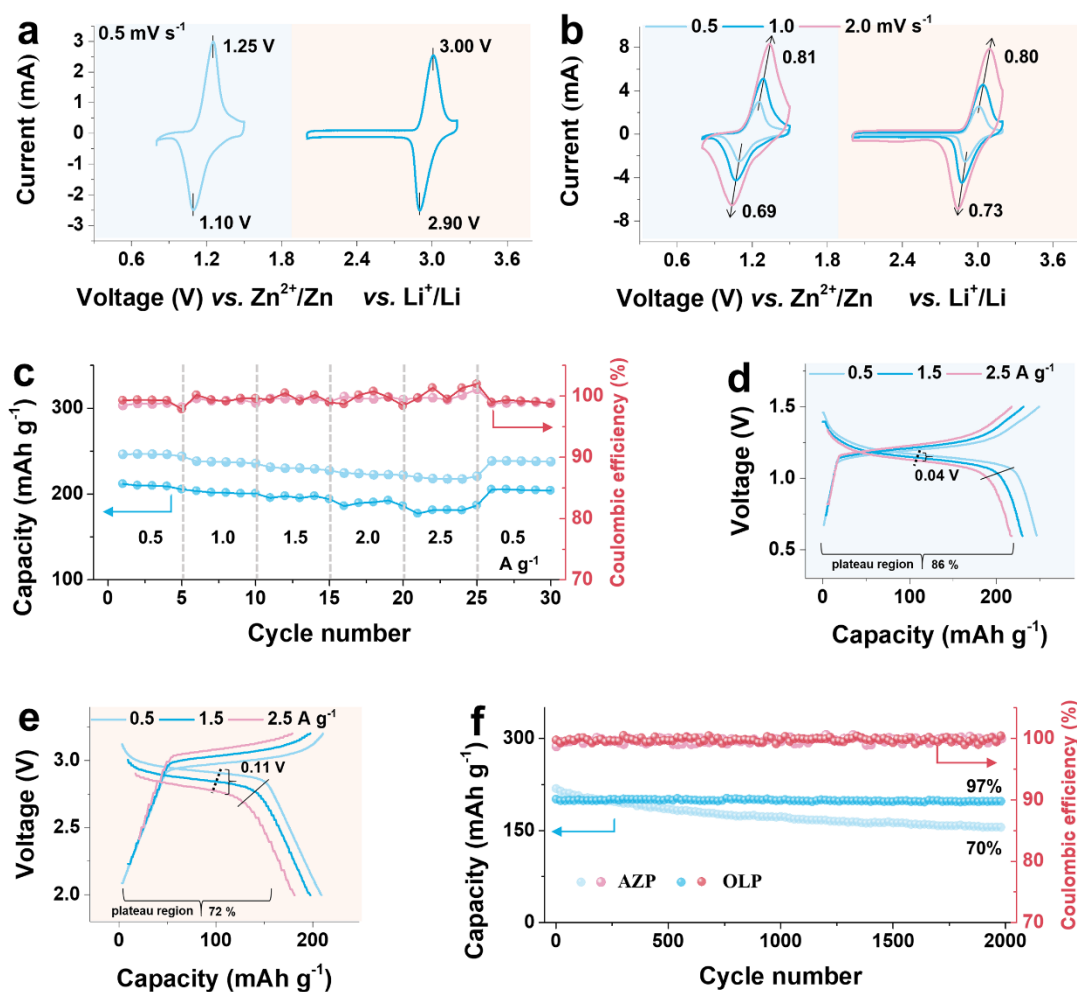 a
0.5 mV s⁻¹
1.25 V
3.00 V
1.10 V
2.90 V
Current (mA)
3
2
1
0
-1
-2
-3
0.6 1.2 1.8 2.4 3.0 3.6
Voltage (V) vs. Zn²⁺/Zn vs. Li⁺/Li
b
0.5 1.0 2.0 mV s⁻¹
0.81
0.80
0.69
0.73
Current (mA)
8
4
0
-4
-8
0.6 1.2 1.8 2.4 3.0 3.6
Voltage (V) vs. Zn²⁺/Zn vs. Li⁺/Li
c
Capacity (mAh g⁻¹)
300
200
100
0.5 1.0 1.5 2.0 2.5 0.5
A g⁻¹
0 5 10 15 20 25 30
Cycle number
100
90
80
70
Coulombic efficiency (%)
d
0.5 1.5 2.5 A g⁻¹
Voltage (V)
1.5
1.0
0.5
0.04 V
plateau region 86 %
0 100 200
Capacity (mAh g⁻¹)
e
0.5 1.5 2.5 A g⁻¹
Voltage (V)
3.0
2.5
2.0
0.11 V
plateau region 72 %
0 100 200
Capacity (mAh g⁻¹)
f
Capacity (mAh g⁻¹)
300
150
0
97%
70%
AZP OLP
0 500 1000 1500 2000
Cycle number
100
90
80
70
Coulombic efficiency (%)